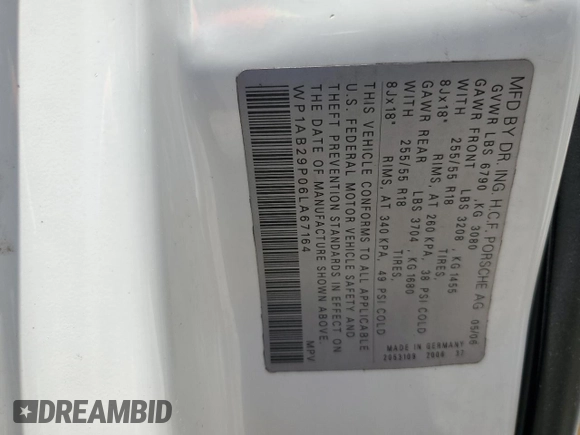 MFD BY DR. ING. H.C.F. PORSCHE AG 05/06
GVWR LBS 6790 ,KG 3080
GAWR FRONT LBS 3208 , KG 1455
WITH 255/55 R18 TIRES,
8Jx18" RIMS, AT 260 KPA, 38 PSI COLD
GAWR REAR LBS 3704 , KG 1680
WITH 255/55 R18 TIRES,
8Jx18" RIMS, AT 340 KPA, 49 PSI COLD
THIS VEHICLE CONFORMS TO ALL APPLICABLE
U.S. FEDERAL MOTOR VEHICLE SAFETY AND
THEFT PREVENTION STANDARDS IN EFFECT ON
THE DATE OF MANUFACTURE SHOWN ABOVE.
WP1AB29P06LA67164 MPV
MADE IN GERMANY
2006
DREAMBID